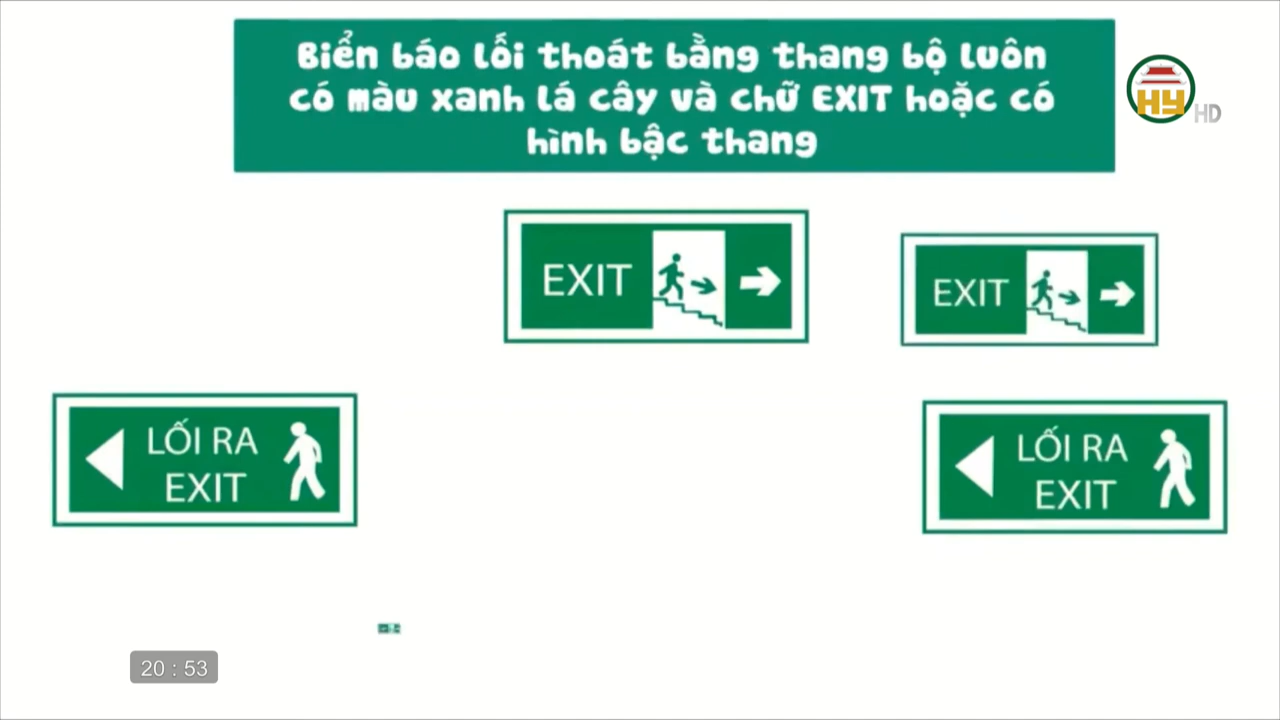 Biển báo lối thoát bằng thang bộ luôn
có màu xanh lá cây và chữ EXIT hoặc có
hình bậc thang
HY HD
EXIT
EXIT
LỐI RA
EXIT
LỐI RA
EXIT
20 : 53